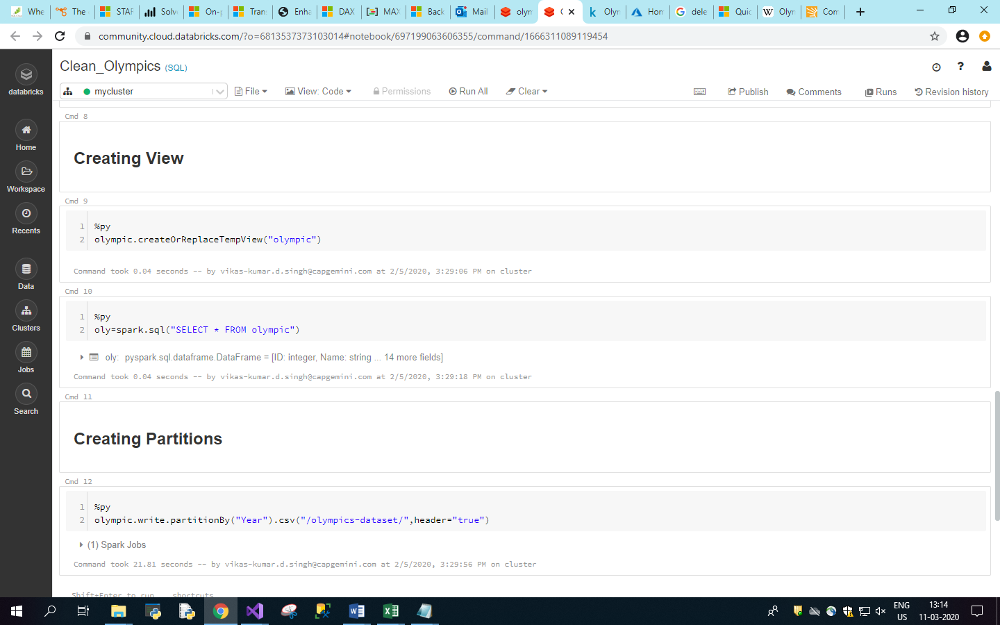 Whe
The
STAF
Solv
On-p
Tran
Enha
DAX
MAX
Back
Mail
olym
C
Olyn
Hom
dele
Quic
Olyn
Com
community.cloud.databricks.com/?o=6813537373103014#notebook/697199063606355/command/1666311089119454
Clean_Olympics (SQL)
mycluster
File
View: Code
Permissions
Run All
Clear
Publish
Comments
Runs
Revision history
databricks
Home
Workspace
Recents
Data
Clusters
Jobs
Search
Cmd 8
Creating View
Cmd 9
1 %py
2 olympic.createOrReplaceTempView("olympic")
Command took 0.04 seconds -- by vikas-kumar.d.singh@capgemini.com at 2/5/2020, 3:29:06 PM on cluster
Cmd 10
1 %py
2 oly=spark.sql("SELECT * FROM olympic")
oly: pyspark.sql.dataframe.DataFrame = [ID: integer, Name: string ... 14 more fields]
Command took 0.04 seconds -- by vikas-kumar.d.singh@capgemini.com at 2/5/2020, 3:29:18 PM on cluster
Cmd 11
Creating Partitions
Cmd 12
1 %py
2 olympic.write.partitionBy("Year").csv("/olympics-dataset/",header="true")
(1) Spark Jobs
Command took 21.81 seconds -- by vikas-kumar.d.singh@capgemini.com at 2/5/2020, 3:29:56 PM on cluster
Shift+Enter to run shortcuts
ENG
US
13:14
11-03-2020